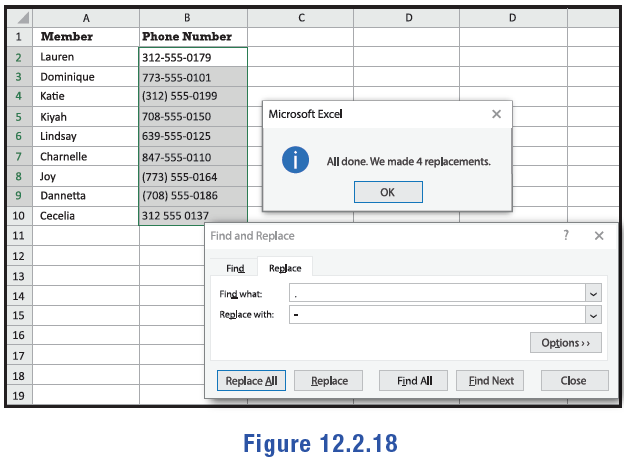 A B C D D
1 Member Phone Number
2 Lauren 312-555-0179
3 Dominique 773-555-0101
4 Katie (312) 555-0199
5 Kiyah 708-555-0150
6 Lindsay 639-555-0125
7 Charnelle 847-555-0110
8 Joy (773) 555-0164
9 Dannetta (708) 555-0186
10 Cecelia 312 555 0137
11
12
13
14
15
16
17
18
19
Microsoft Excel ×
i All done. We made 4 replacements.
OK
Find and Replace ? ×
Find Replace
Find what: .
Replace with: -
Options >>
Replace All Replace Find All Find Next Close
Figure 12.2.18